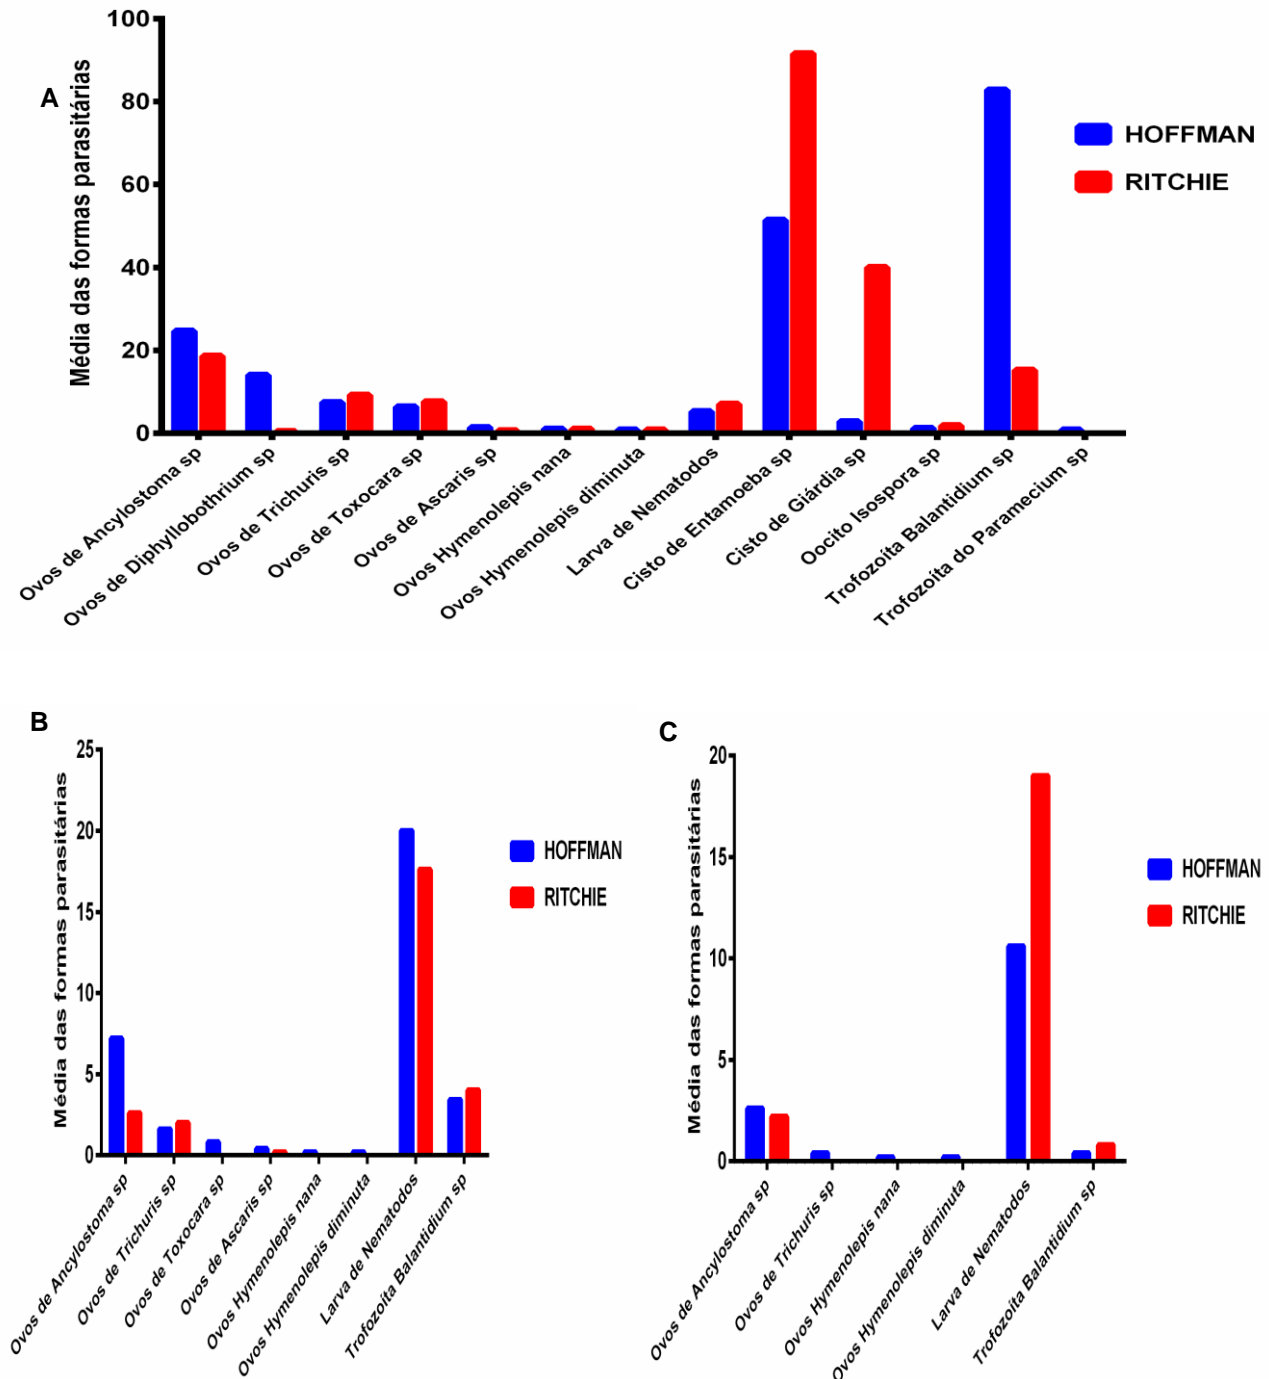 A
Média das formas parasitárias
100
80
60
40
20
0
HOFFMAN
RITCHIE
Ovos de Ancylostoma sp
Ovos de Diphyllobothrium sp
Ovos de Trichuris sp
Ovos de Toxocara sp
Ovos de Ascaris sp
Ovos Hymenolepis nana
Ovos Hymenolepis diminuta
Larva de Nematodos
Cisto de Entamoeba sp
Cisto de Giárdia sp
Oocito Isospora sp
Trofozoíta Balantidium sp
Trofozoíta do Paramecium sp
B
Média das formas parasitárias
25
20
15
10
5
0
HOFFMAN
RITCHIE
Ovos de Ancylostoma sp
Ovos de Trichuris sp
Ovos de Toxocara sp
Ovos de Ascaris sp
Ovos Hymenolepis nana
Ovos Hymenolepis diminuta
Larva de Nematodos
Trofozoíta Balantidium sp
C
Média das formas parasitárias
20
15
10
5
0
HOFFMAN
RITCHIE
Ovos de Ancylostoma sp
Ovos de Trichuris sp
Ovos Hymenolepis nana
Ovos Hymenolepis diminuta
Larva de Nematodos
Trofozoíta Balantidium sp